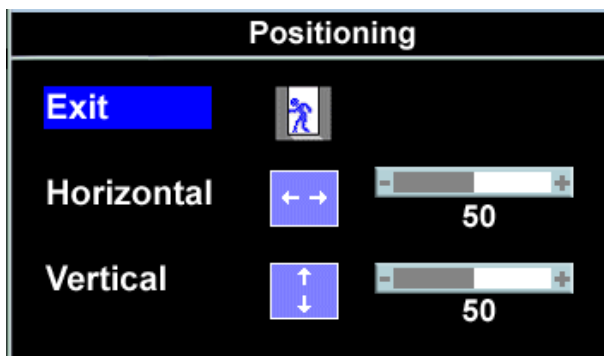 Positioning
Exit
Horizontal
- +
50
Vertical
- +
50